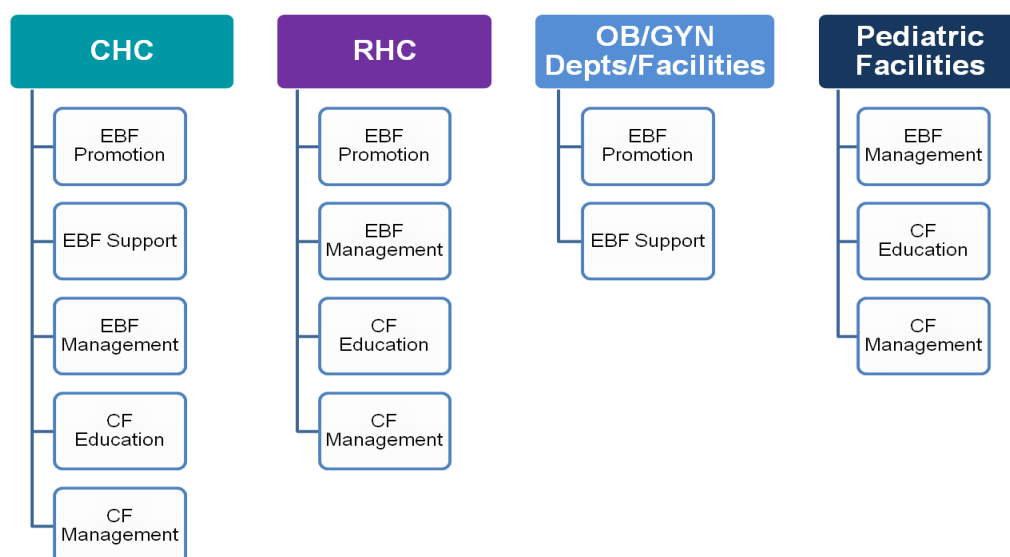 CHC
EBF
Promotion
EBF Support
EBF
Management
CF
Education
CF
Management
RHC
EBF
Promotion
EBF
Management
CF
Education
CF
Management
OB/GYN
Depts/Facilities
EBF
Promotion
EBF Support
Pediatric
Facilities
EBF
Management
CF
Education
CF
Management